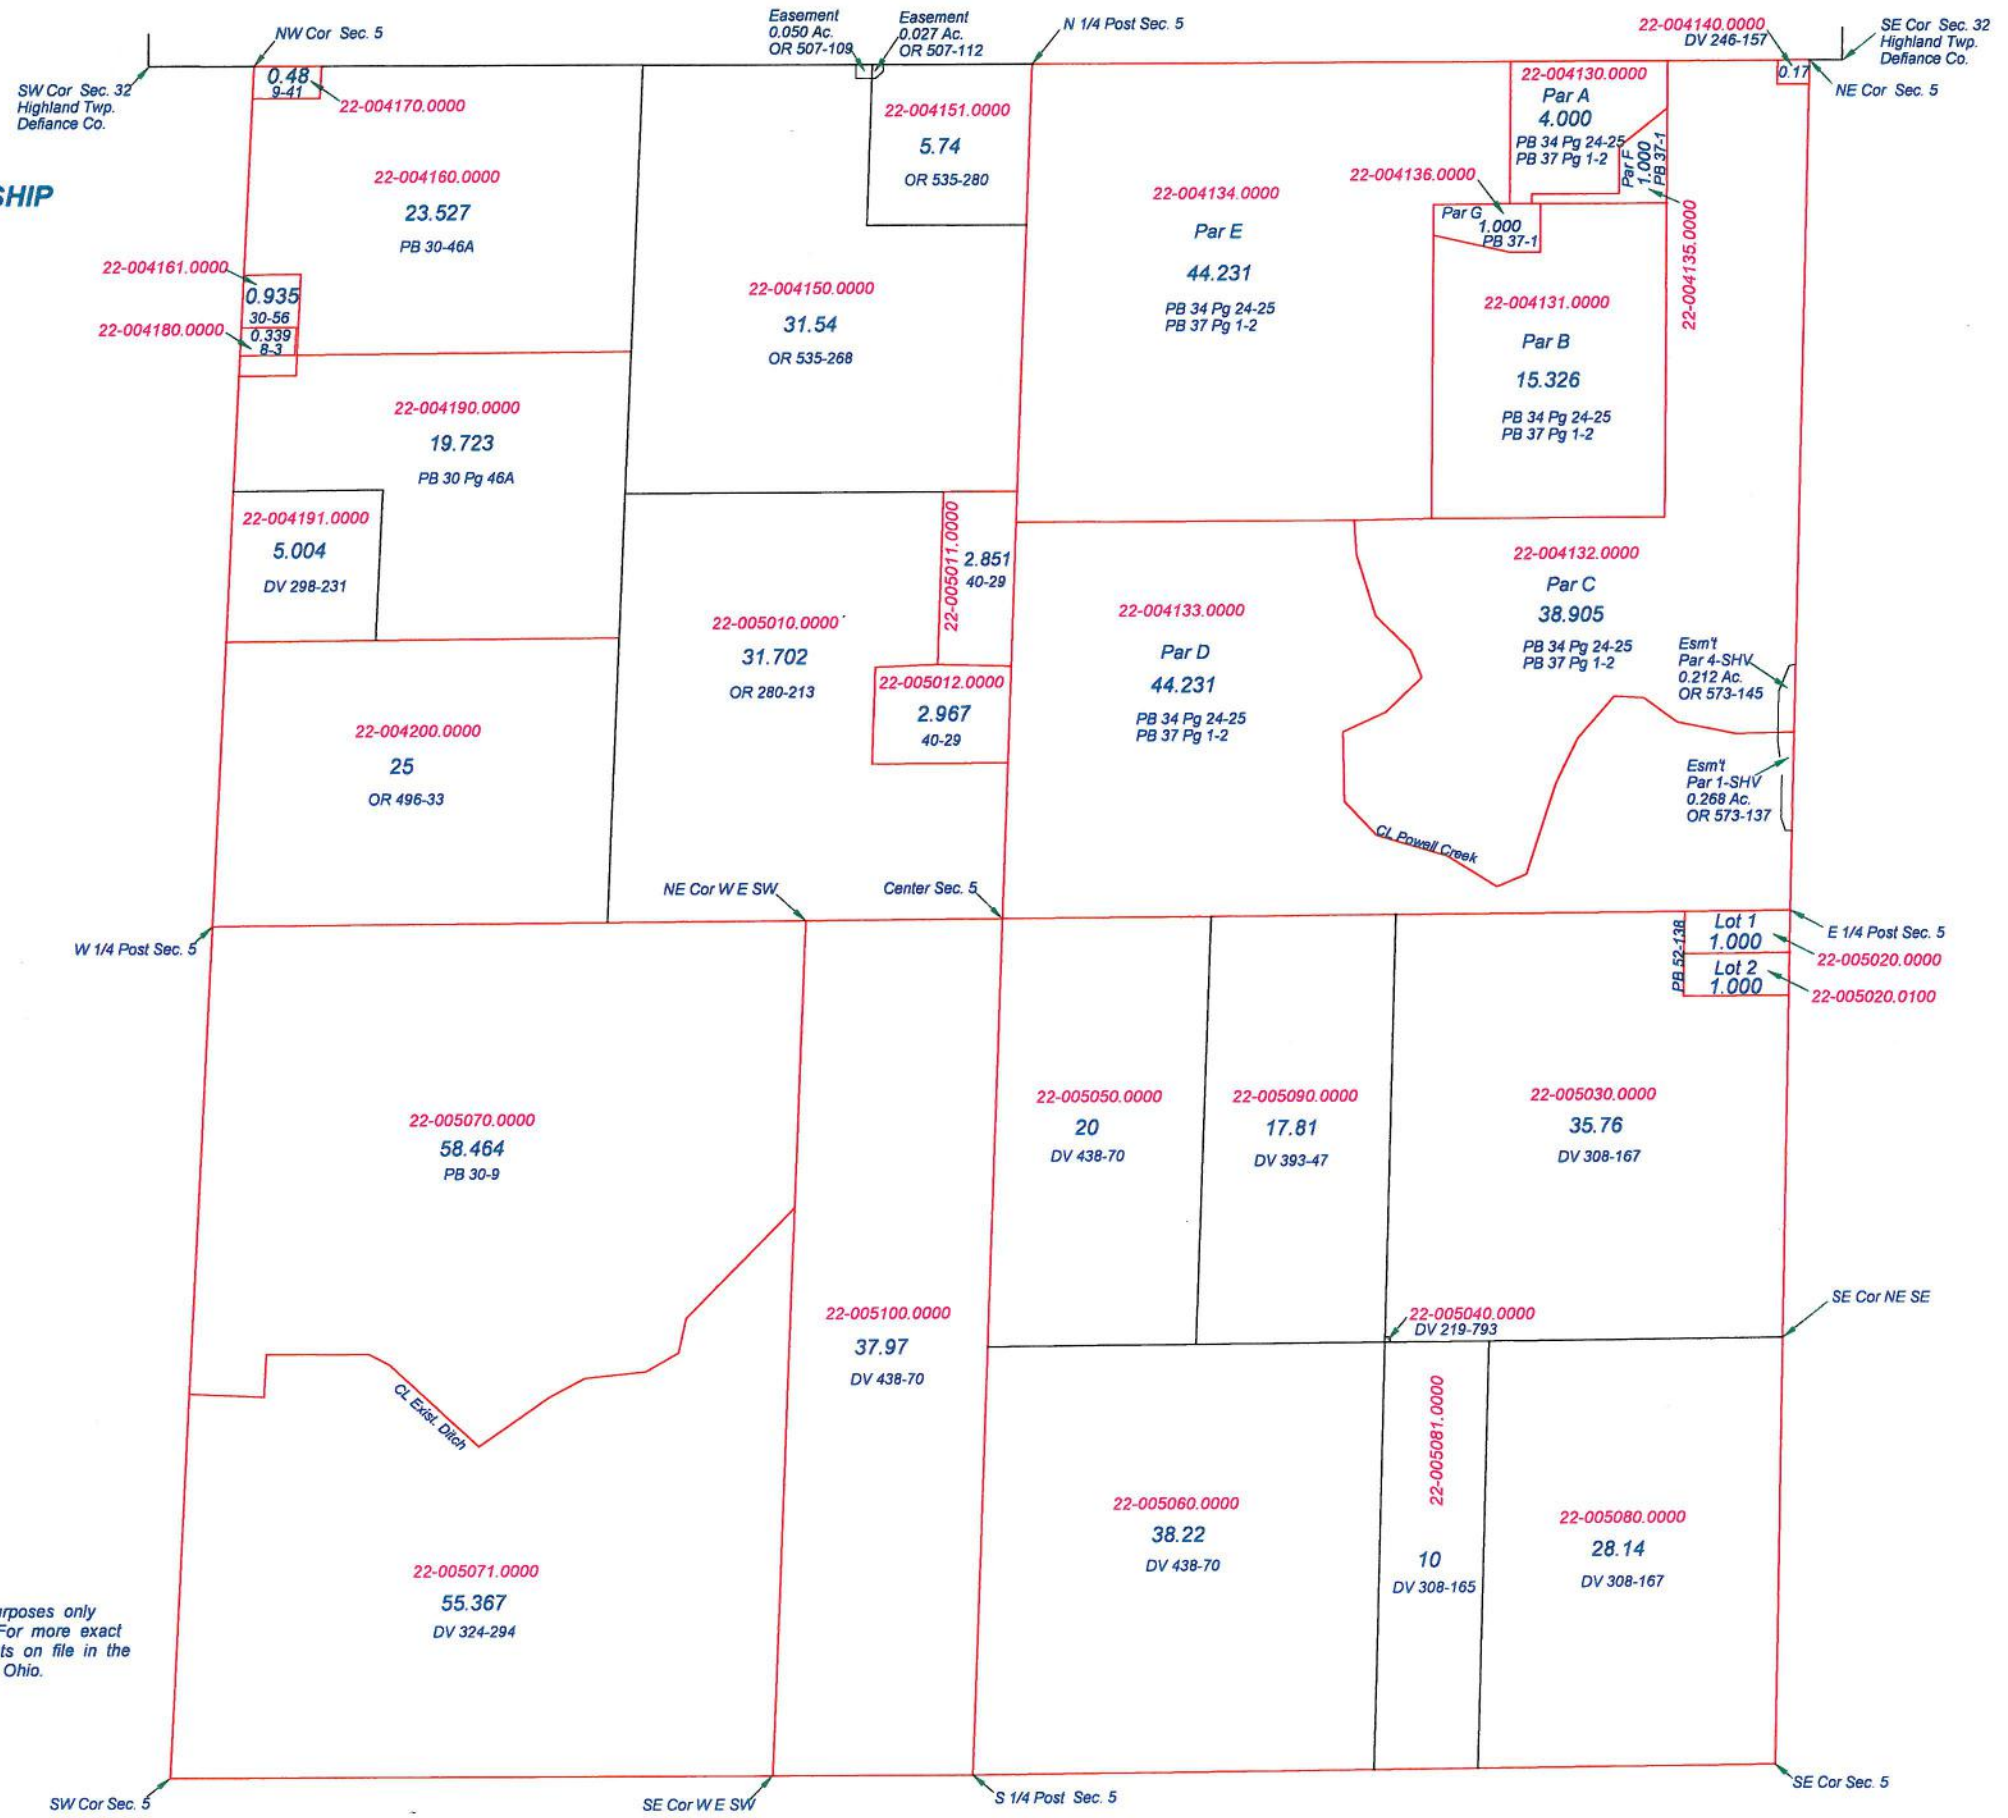 NW Cor Sec. 5
Easement
0.050 Ac.
OR 507-109
Easement
0.027 Ac.
OR 507-112
N 1/4 Post Sec. 5
22-004140.0000
DV 246-157
SE Cor Sec. 32
Highland Twp.
Defiance Co.
SW Cor Sec. 32
Highland Twp.
Defiance Co.
0.48
9-41
22-004170.0000
22-004151.0000
5.74
OR 535-280
22-004130.0000
Par A
4.000
PB 34 Pg 24-25
PB 37 Pg 1-2
0.17
NE Cor Sec. 5
Par F
1.000
PB 37-1
22-004135.0000
SHIP
22-004160.0000
23.527
PB 30-46A
22-004134.0000
Par E
44.231
PB 34 Pg 24-25
PB 37 Pg 1-2
22-004136.0000
Par G
1.000
PB 37-1
22-004161.0000
0.935
30-56
22-004180.0000
0.339
8-3
22-004150.0000
31.54
OR 535-268
22-004131.0000
Par B
15.326
PB 34 Pg 24-25
PB 37 Pg 1-2
22-004190.0000
19.723
PB 30 Pg 46A
22-004191.0000
5.004
DV 298-231
22-005011.0000
2.851
40-29
22-004132.0000
Par C
38.905
PB 34 Pg 24-25
PB 37 Pg 1-2
22-005010.0000
31.702
OR 280-213
22-004133.0000
Par D
44.231
PB 34 Pg 24-25
PB 37 Pg 1-2
Esm't
Par 4-SHV
0.212 Ac.
OR 573-145
22-005012.0000
2.967
40-29
22-004200.0000
25
OR 496-33
Esm't
Par 1-SHV
0.268 Ac.
OR 573-137
CL Powell Creek
NE Cor W E SW
Center Sec. 5
W 1/4 Post Sec. 5
PB 52-138
Lot 1
1.000
E 1/4 Post Sec. 5
22-005020.0000
Lot 2
1.000
22-005020.0100
22-005070.0000
58.464
PB 30-9
22-005050.0000
20
DV 438-70
22-005090.0000
17.81
DV 393-47
22-005030.0000
35.76
DV 308-167
22-005100.0000
37.97
DV 438-70
22-005040.0000
DV 219-793
SE Cor NE SE
CL Exist. Ditch
22-005081.0000
10
DV 308-165
22-005060.0000
38.22
DV 438-70
22-005080.0000
28.14
DV 308-167
22-005071.0000
55.367
DV 324-294
rposes only
For more exact
ts on file in the
Ohio.
SW Cor Sec. 5
SE Cor W E SW
S 1/4 Post Sec. 5
SE Cor Sec. 5